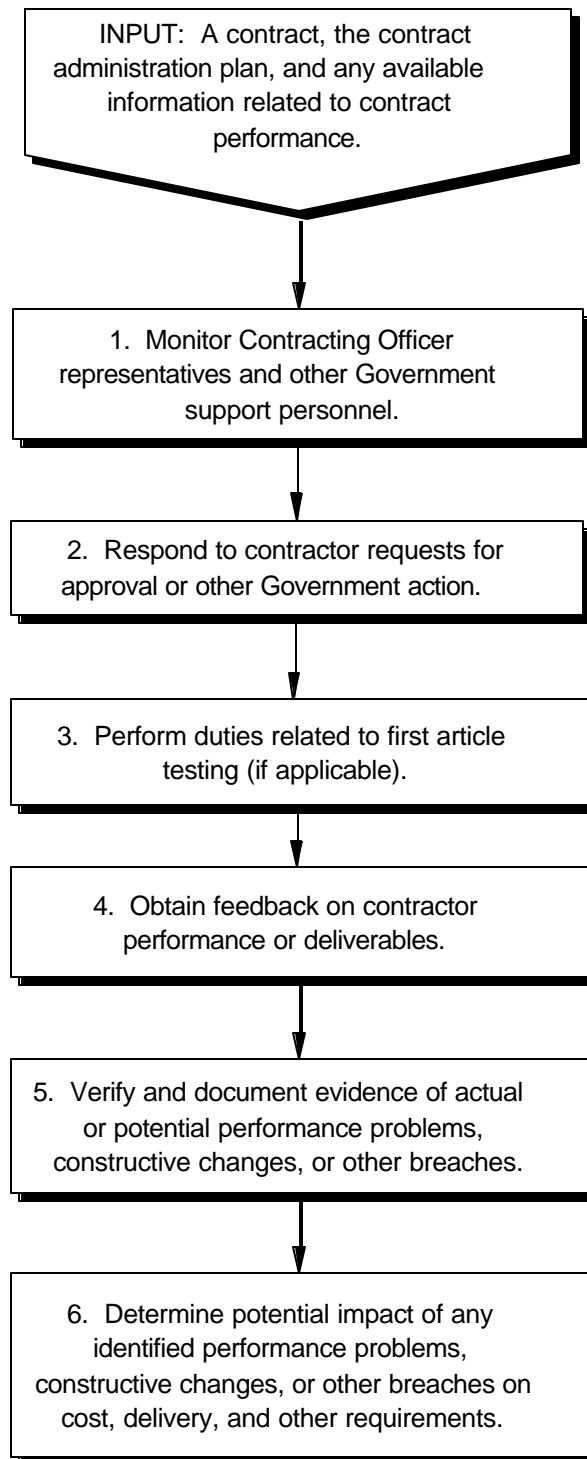 INPUT:  A contract, the contract
administration plan, and any available
information related to contract
performance.
1.  Monitor Contracting Officer
representatives and other Government
support personnel.
2.  Respond to contractor requests for
approval or other Government action.
3.  Perform duties related to first article
testing (if applicable).
4.  Obtain feedback on contractor
performance or deliverables.
5.  Verify and document evidence of actual
or potential performance problems,
constructive changes, or other breaches.
6.  Determine potential impact of any
identified performance problems,
constructive changes, or other breaches on
cost, delivery, and other requirements.